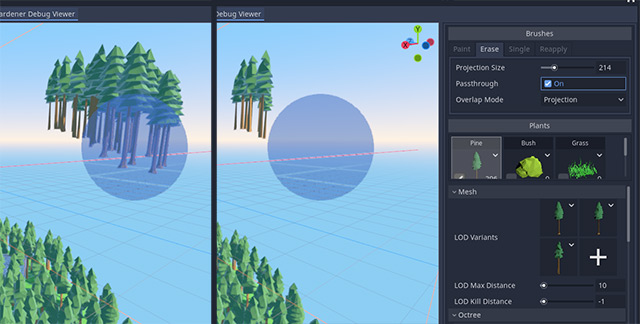 ardener Debug Viewer
Debug Viewer
Y
X
Z
Brushes
Paint Erase Single Reapply
Projection Size 214
Passthrough On
Overlap Mode Projection
Plants
Pine Bush Grass
Mesh
LOD Variants
LOD Max Distance 10
LOD Kill Distance -1
Octree